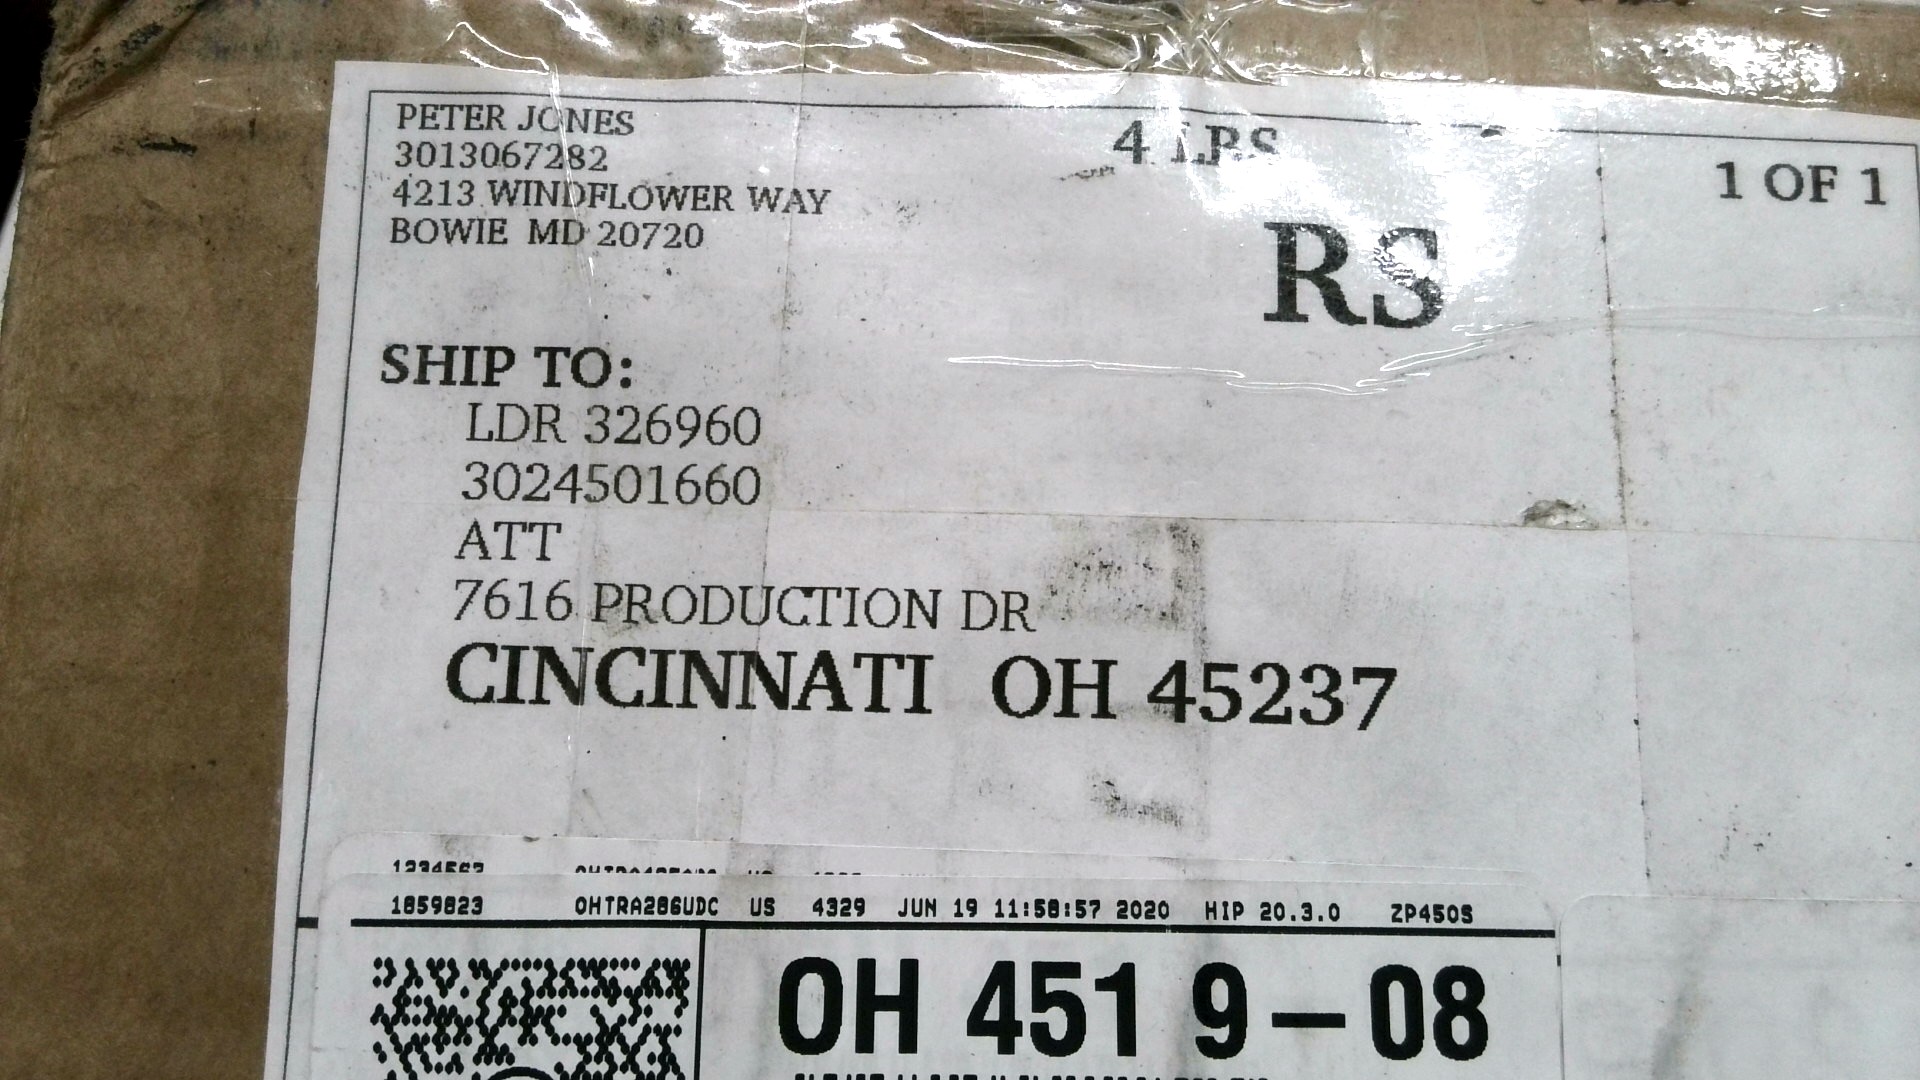 PETER JONES
3013067282
4213 WINDFLOWER WAY
BOWIE MD 20720
4 LBS
1 OF 1
RS
SHIP TO:
LDR 326960
3024501660
ATT
7616 PRODUCTION DR
CINCINNATI OH 45237
1859823 OHTRA286UDC US 4329 JUN 19 11:58:57 2020 HIP 20.3.0 ZP450S
OH 451 9-08